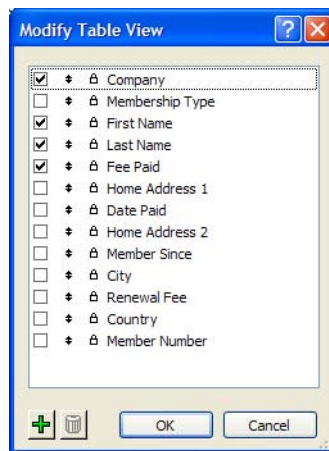 Modify Table View
Company
Membership Type
First Name
Last Name
Fee Paid
Home Address 1
Date Paid
Home Address 2
Member Since
City
Renewal Fee
Country
Member Number
OK Cancel